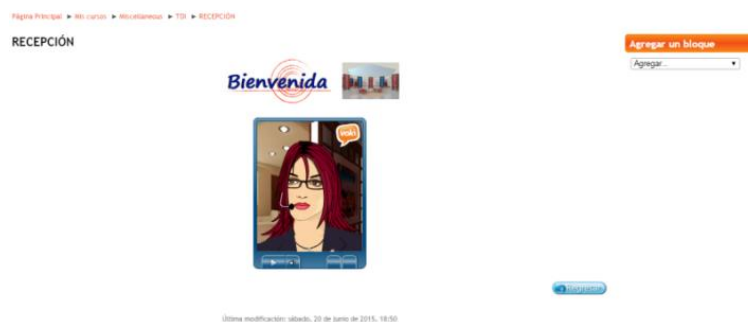 Página Principal ► Mis cursos ► Miscellaneous ► TDI ► RECEPCIÓN
RECEPCIÓN
Agregar un bloque
Agregar...
Bienvenida
voki
Regresar
Última modificación: sábado, 20 de junio de 2015, 18:50